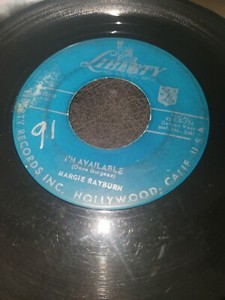 LIBERTY
91
I'M AVAILABLE
(Dave Burgess)
MARGIE RAYBURN
RECORDS INC. HOLLYWOOD, CALIF. U.S.A.